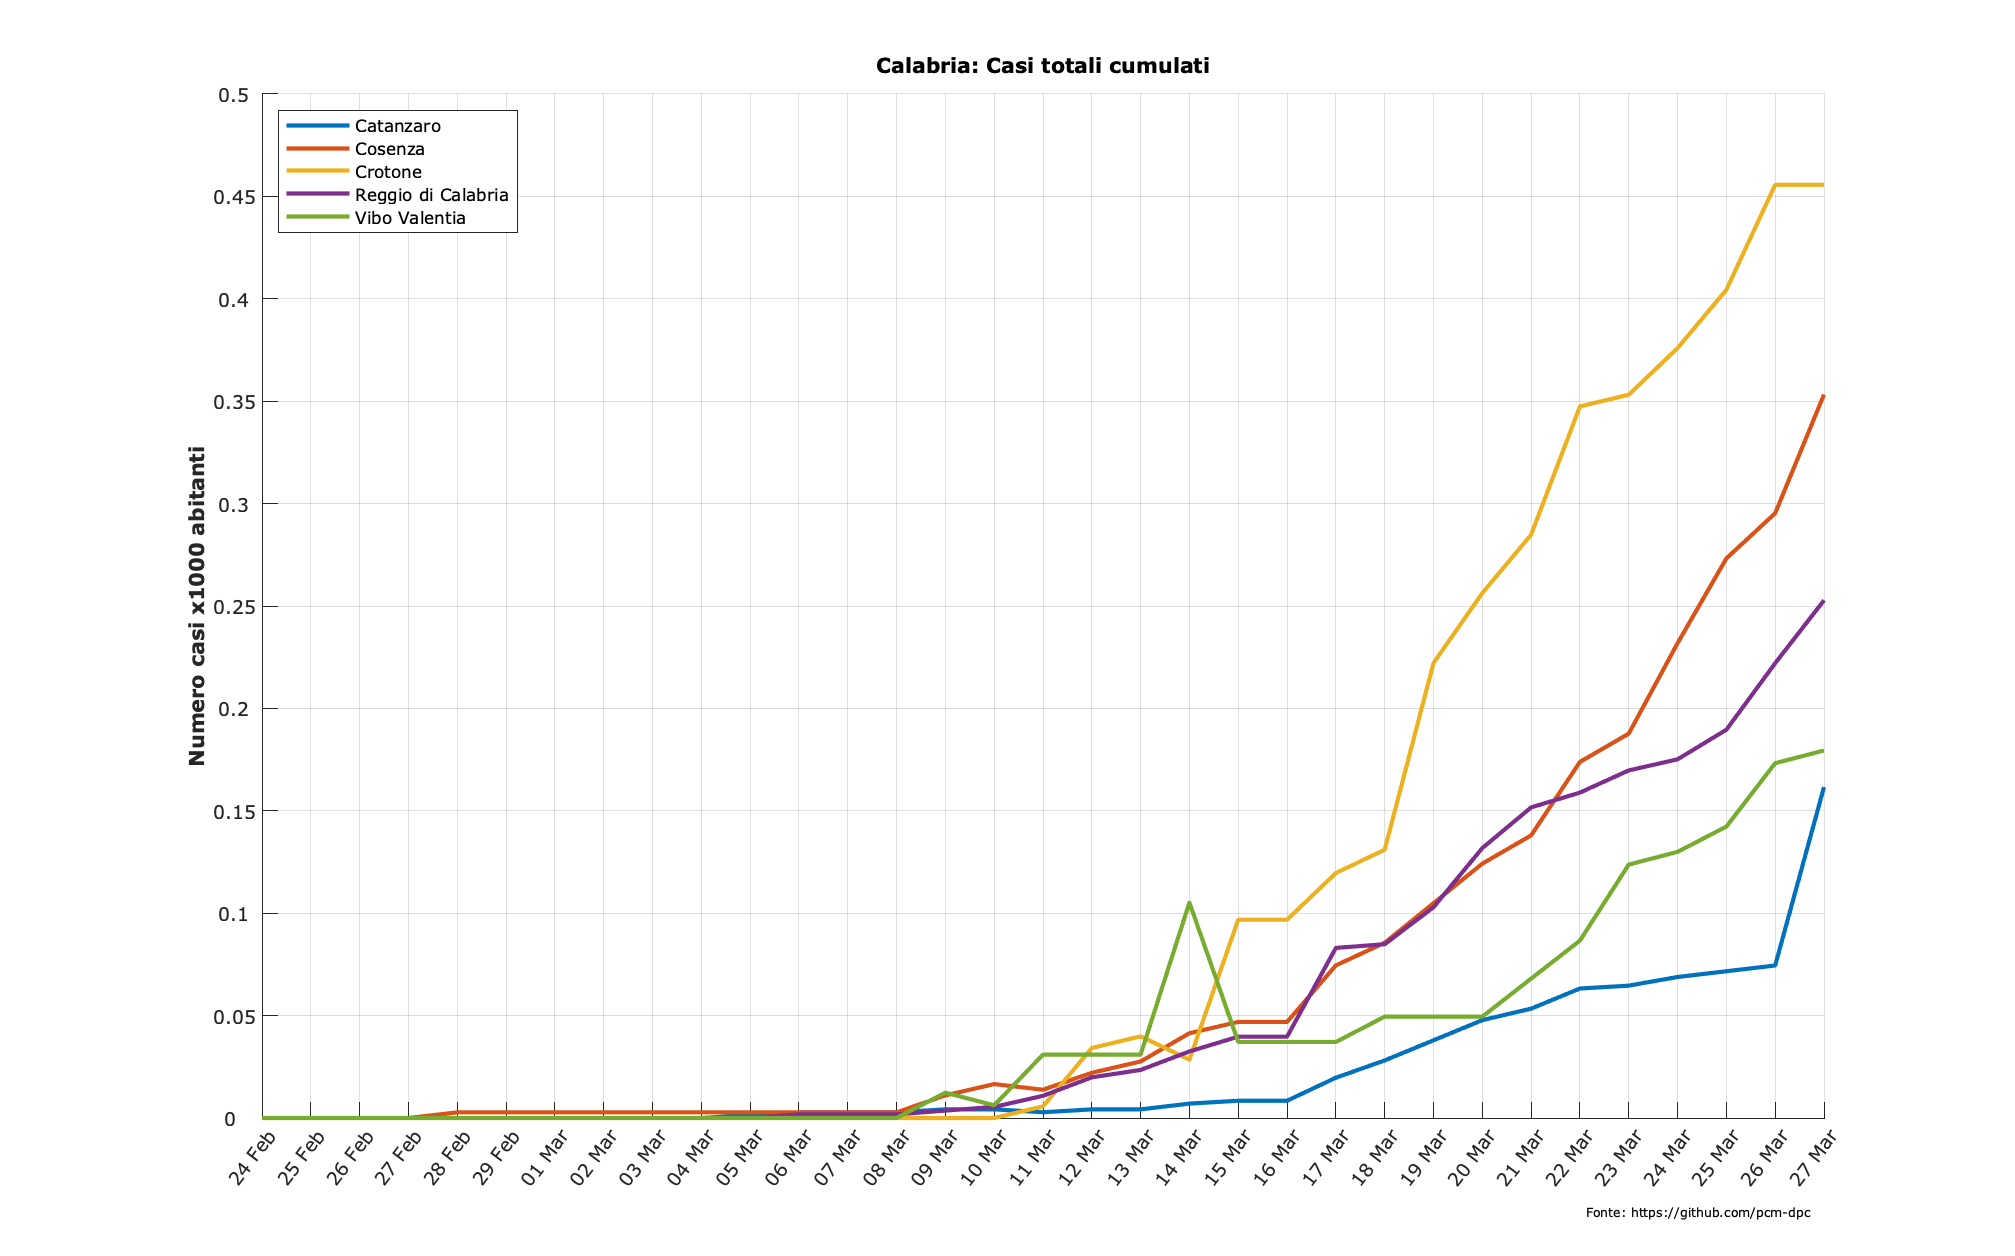 Calabria: Casi totali cumulati
Catanzaro
Cosenza
Crotone
Reggio di Calabria
Vibo Valentia
Numero casi x1000 abitanti
0.5
0.45
0.4
0.35
0.3
0.25
0.2
0.15
0.1
0.05
0
24 Feb
25 Feb
26 Feb
27 Feb
28 Feb
29 Feb
01 Mar
02 Mar
03 Mar
04 Mar
05 Mar
06 Mar
07 Mar
08 Mar
09 Mar
10 Mar
11 Mar
12 Mar
13 Mar
14 Mar
15 Mar
16 Mar
17 Mar
18 Mar
19 Mar
20 Mar
21 Mar
22 Mar
23 Mar
24 Mar
25 Mar
26 Mar
27 Mar
Fonte: https://github.com/pcm-dpc